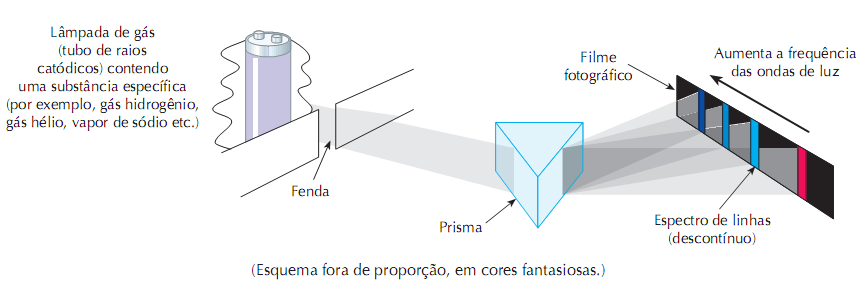 Lâmpada de gás
(tubo de raios
catódicos) contendo
uma substância específica
(por exemplo, gás hidrogênio,
gás hélio, vapor de sódio etc.)
Fenda
Prisma
Filme
fotográfico
Aumenta a frequência
das ondas de luz
Espectro de linhas
(descontínuo)
(Esquema fora de proporção, em cores fantasiosas.)